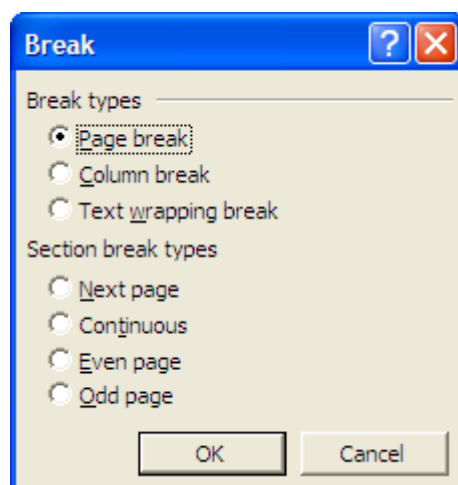 Break
Break types
Page break
Column break
Text wrapping break
Section break types
Next page
Continuous
Even page
Odd page
OK Cancel